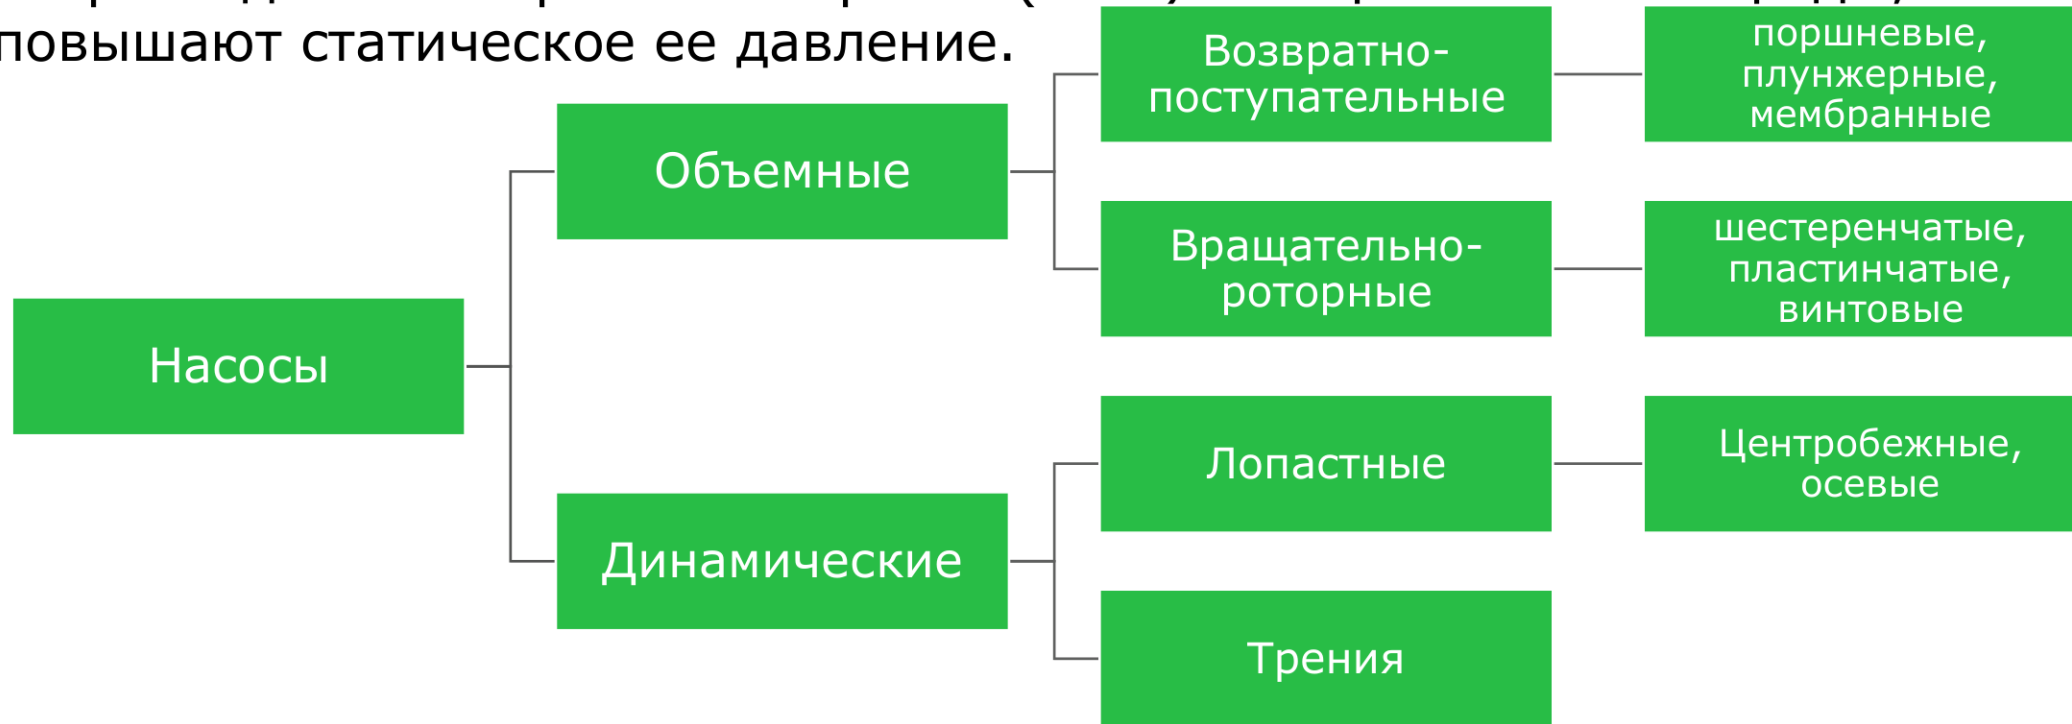 повышают статическое ее давление.
Насосы
Объемные
Возвратно-
поступательные
поршневые,
плунжерные,
мембранные
Вращательно-
роторные
шестеренчатые,
пластинчатые,
винтовые
Динамические
Лопастные
Центробежные,
осевые
Трения